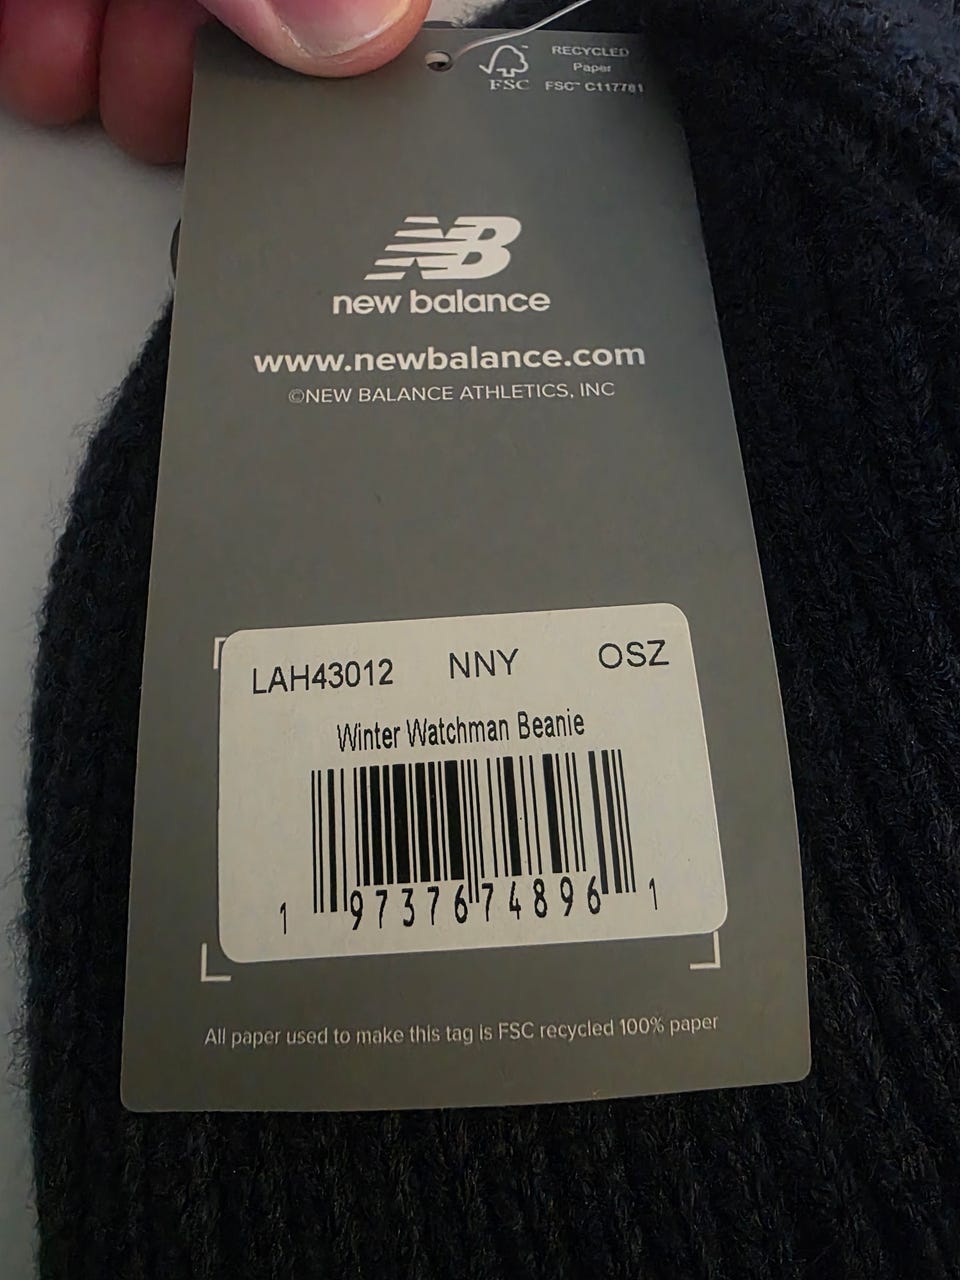 RECYCLED
Paper
FSC
FSC™ C117781
NB
new balance
www.newbalance.com
©NEW BALANCE ATHLETICS, INC
LAH43012 NNY OSZ
Winter Watchman Beanie
1 97376 74896 1
All paper used to make this tag is FSC recycled 100% paper